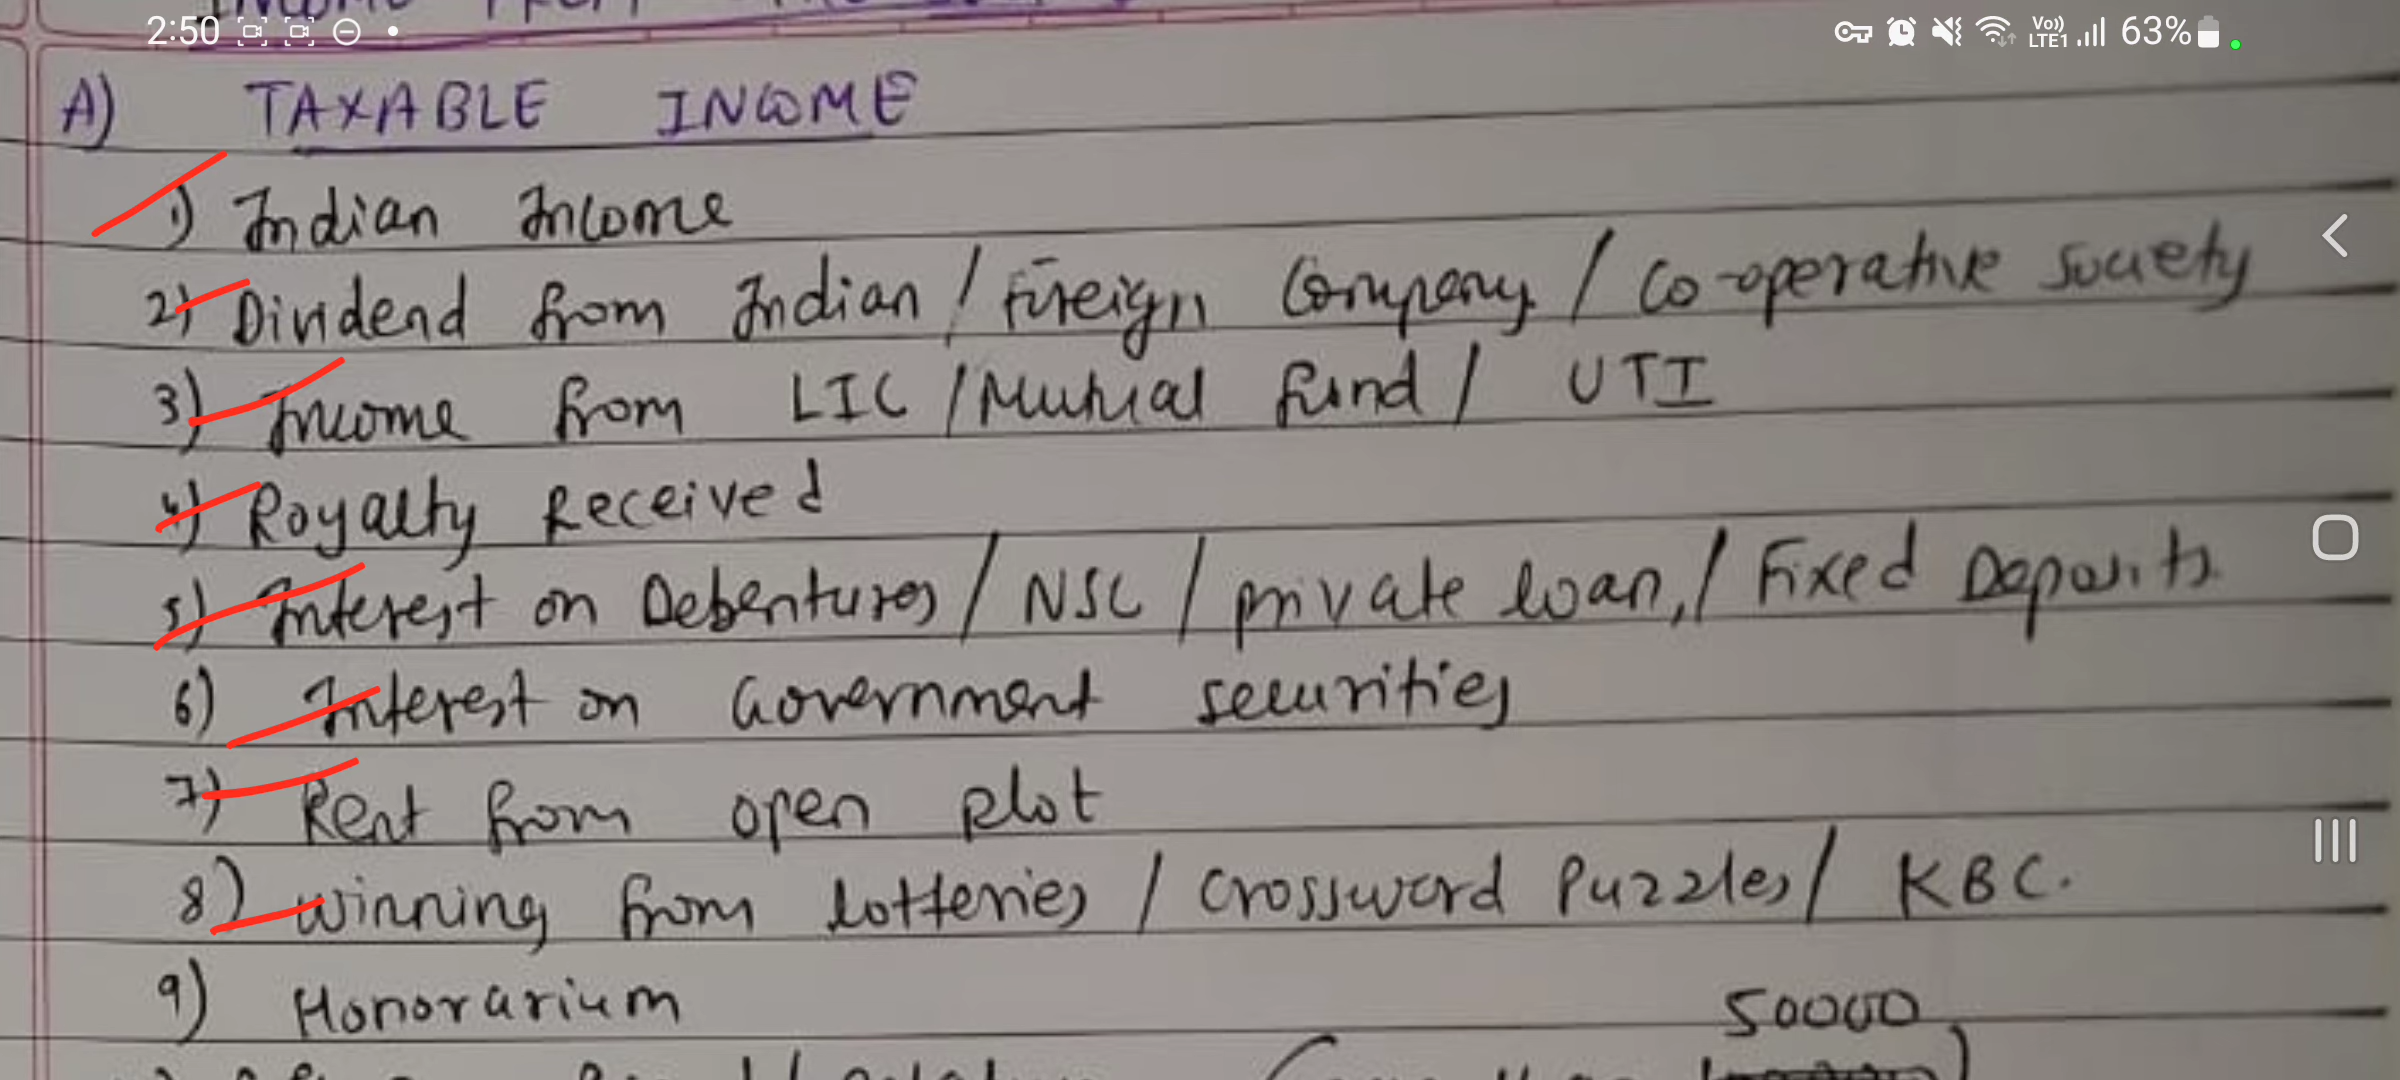 2:50 Vo)) LTE1 63%
A) TAXABLE INCOME
1) Indian Income
2) Dividend from Indian / Foreign Company / Co-operative Society
3) Income from LIC / Mutual fund / UTI
4) Royalty Received
5) Interest on Debentures / NSC / private loan, / Fixed Deposits
6) Interest on Government securities
7) Rent from open plot
8) winning from lotteries / Crossword Puzzles / KBC.
9) Honorarium 50000